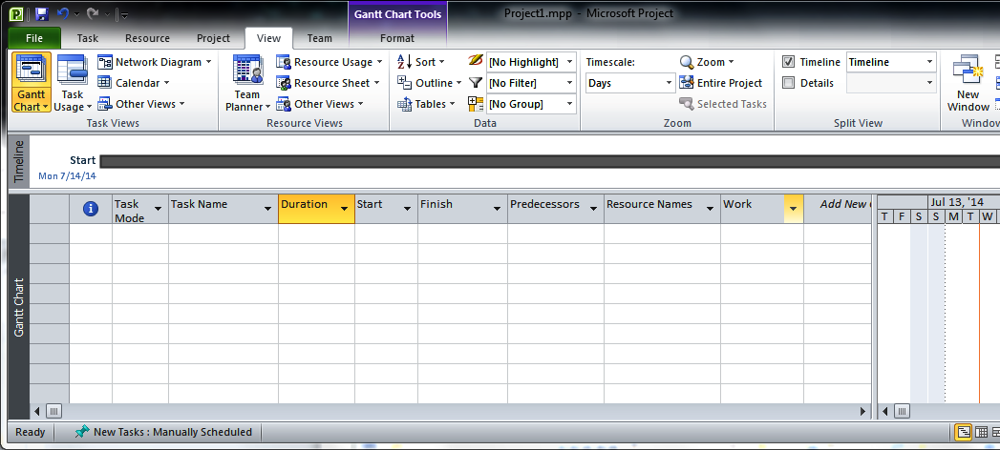 Gantt Chart Tools
Project1.mpp - Microsoft Project
File Task Resource Project View Team Format
Gantt Chart
Task Usage
Network Diagram
Calendar
Other Views
Task Views
Team Planner
Resource Usage
Resource Sheet
Other Views
Resource Views
Sort
Outline
Tables
[No Highlight]
[No Filter]
[No Group]
Data
Timescale:
Days
Zoom
Entire Project
Selected Tasks
Zoom
Timeline
Details
Timeline
Split View
New Window
Window
Timeline
Start
Mon 7/14/14
Task Mode
Task Name
Duration
Start
Finish
Predecessors
Resource Names
Work
Add New
Jul 13, '14
T F S S M T W
Gantt Chart
Ready
New Tasks : Manually Scheduled